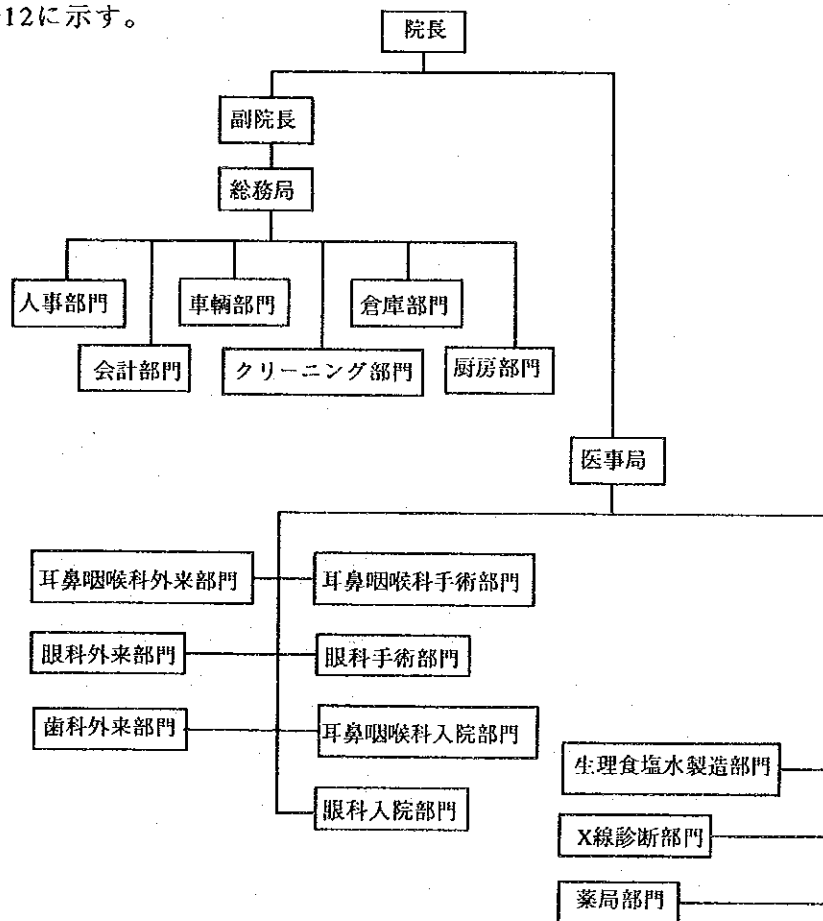 12に示す。
院長
副院長
総務局
人事部門
車輌部門
倉庫部門
会計部門
クリーニング部門
厨房部門
医事局
耳鼻咽喉科外来部門
耳鼻咽喉科手術部門
眼科外来部門
眼科手術部門
歯科外来部門
耳鼻咽喉科入院部門
生理食塩水製造部門
眼科入院部門
X線診断部門
薬局部門